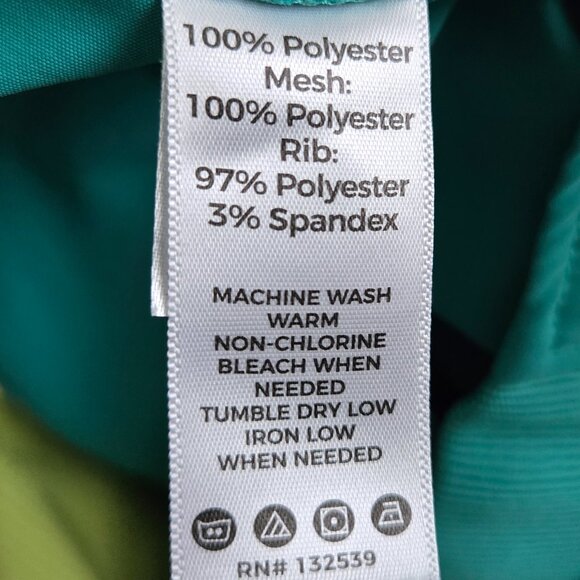 100% Polyester
Mesh:
100% Polyester
Rib:
97% Polyester
3% Spandex
MACHINE WASH
WARM
NON-CHLORINE
BLEACH WHEN
NEEDED
TUMBLE DRY LOW
IRON LOW
WHEN NEEDED
RN# 132539